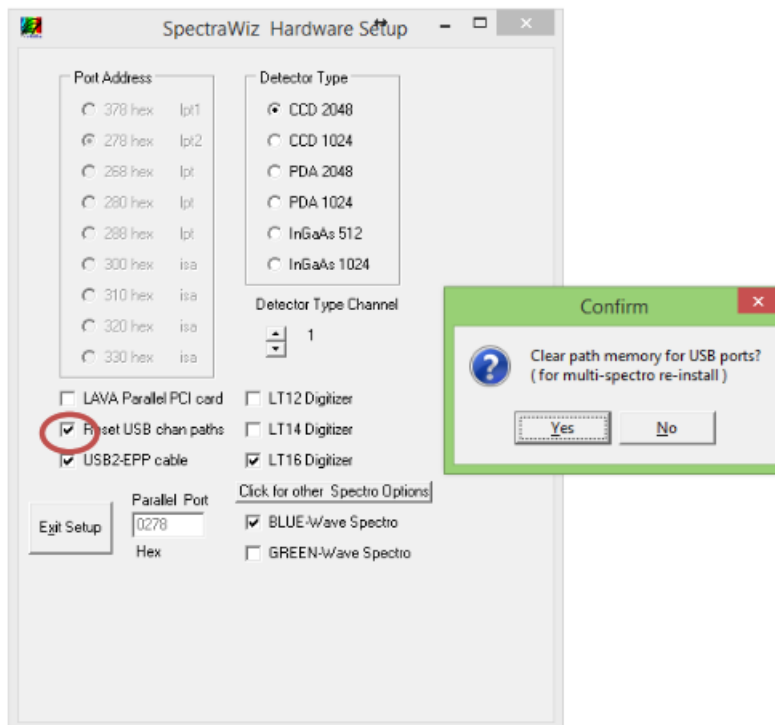 SpectraWiz Hardware Setup
Port Address
378 hex lpt1
278 hex lpt2
268 hex lpt
280 hex lpt
288 hex lpt
300 hex isa
310 hex isa
320 hex isa
330 hex isa
Detector Type
CCD 2048
CCD 1024
PDA 2048
PDA 1024
InGaAs 512
InGaAs 1024
Detector Type Channel
1
LAVA Parallel PCI card
Reset USB chan paths
USB2-EPP cable
LT12 Digitizer
LT14 Digitizer
LT16 Digitizer
Click for other Spectro Options
BLUE-Wave Spectro
GREEN-Wave Spectro
Exit Setup
Parallel Port
0278
Hex
Confirm
Clear path memory for USB ports?
( for multi-spectro re-install )
Yes
No